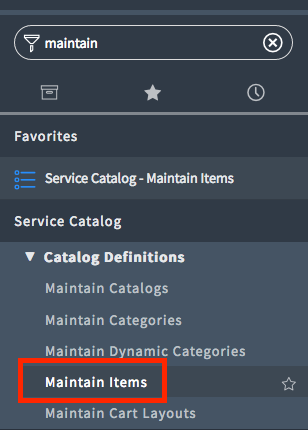 maintain
Favorites
Service Catalog - Maintain Items
Service Catalog
Catalog Definitions
Maintain Catalogs
Maintain Categories
Maintain Dynamic Categories
Maintain Items
Maintain Cart Layouts